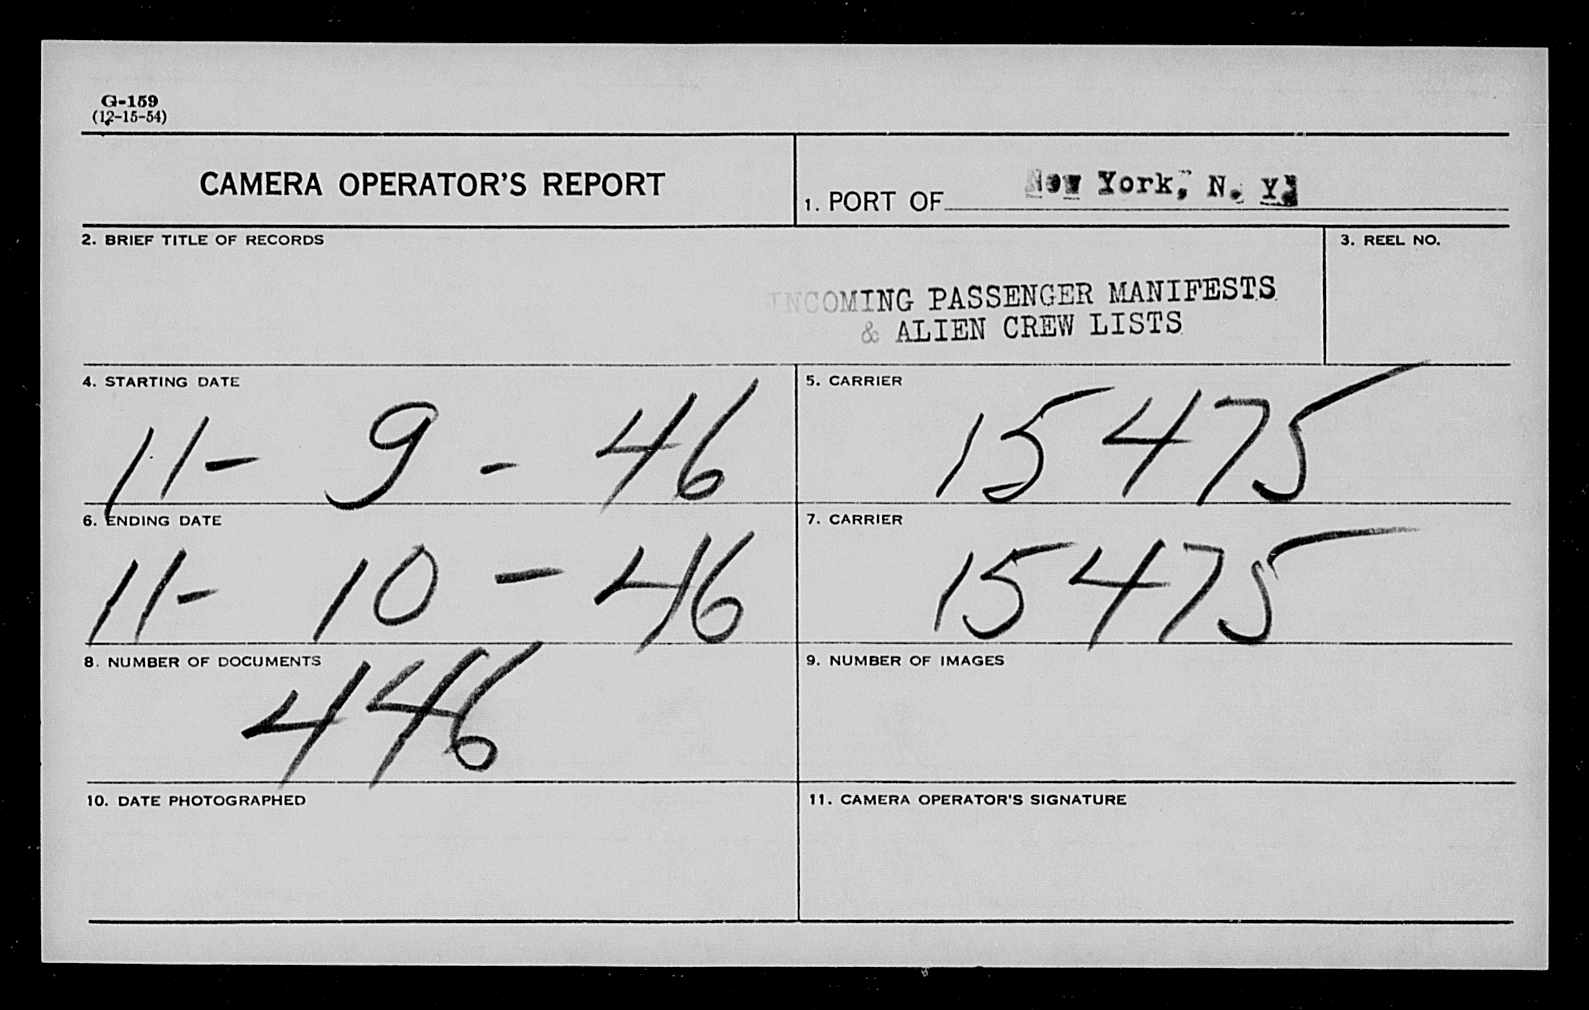 G-159
(12-15-54)
CAMERA OPERATOR'S REPORT
1. PORT OF New York, N. Y.
2. BRIEF TITLE OF RECORDS
INCOMING PASSENGER MANIFESTS
& ALIEN CREW LISTS
3. REEL NO.
4. STARTING DATE
11- 9 - 46
5. CARRIER
15475
6. ENDING DATE
11- 10 - 46
7. CARRIER
15475
8. NUMBER OF DOCUMENTS
446
9. NUMBER OF IMAGES
10. DATE PHOTOGRAPHED
11. CAMERA OPERATOR'S SIGNATURE